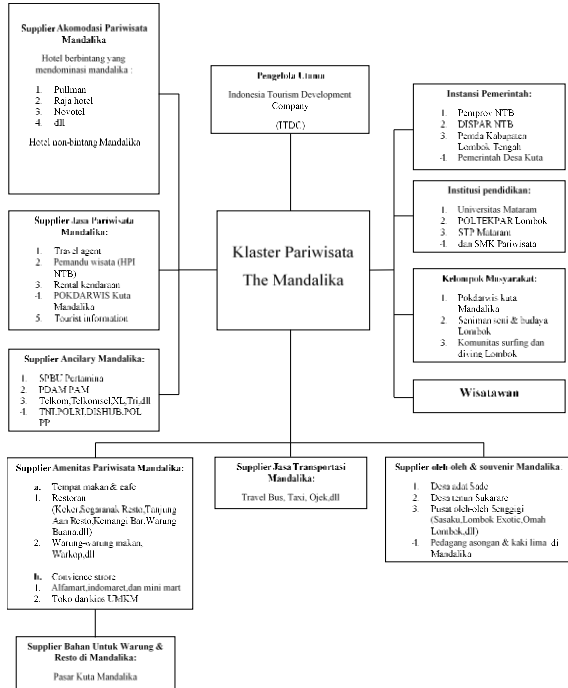 Supplier Akomodasi Pariwisata
Mandalika
Hotel berbintang yang
mendominasi mandalika :
1. Pullman
2. Raja hotel
3. Novotel
4. dll
Hotel non-bintang Mandalika
Pengelola Utama
Indonesia Tourism Development
Company
(ITDC)
Instansi Pemerintah:
1. Pemprov NTB
2. DISPAR NTB
3. Pemda Kabupaten
Lombok Tengah
4. Pemerintah Desa Kuta
Institusi pendidikan:
1. Universitas Mataram
2. POLTEKPAR Lombok
3. STP Mataram
4. dan SMK Pariwisata
Supplier Jasa Pariwisata
Mandalika:
1. Travel agent
2. Pemandu wisata (HPI
NTB)
3. Rental kendaraan
4. POKDARWIS Kuta
Mandalika
5. Tourist information
Klaster Pariwisata
The Mandalika
Kelompok Masyarakat:
1. Pokdarwis kuta
Mandalika
2. Seniman seni & budaya
Lombok
3. Komunitas surfing dan
diving Lombok
Supplier Ancilary Mandalika:
1. SPBU Pertamina
2. PDAM PAM
3. Telkom,Telkomsel,XL,Tri,dll
4. TNI,POLRI,DISHUB,POL
PP
Wisatawan
Supplier Amenitas Pariwisata Mandalika:
a. Tempat makan & cafe
1. Restoran
(Keker,Segaranak Resto,Tanjung
Aan Resto,Kemangi Bar,Warung
Buana,dll)
2. Warung-warung makan,
Warkop,dll
b. Convience strore
1. Alfamart,indomaret,dan mini mart
2. Toko dan kios UMKM
Supplier Jasa Transportasi
Mandalika:
Travel Bus, Taxi, Ojek,dll
Supplier oleh-oleh & souvenir Mandalika
1. Desa adat Sade
2. Desa tenun Sukarare
3. Pusat oleh-oleh Senggigi
(Sasaku,Lombok Exotic,Omah
Lombok,dll)
4. Pedagang asongan & kaki lima di
Mandalika
Supplier Bahan Untuk Warung &
Resto di Mandalika:
Pasar Kuta Mandalika